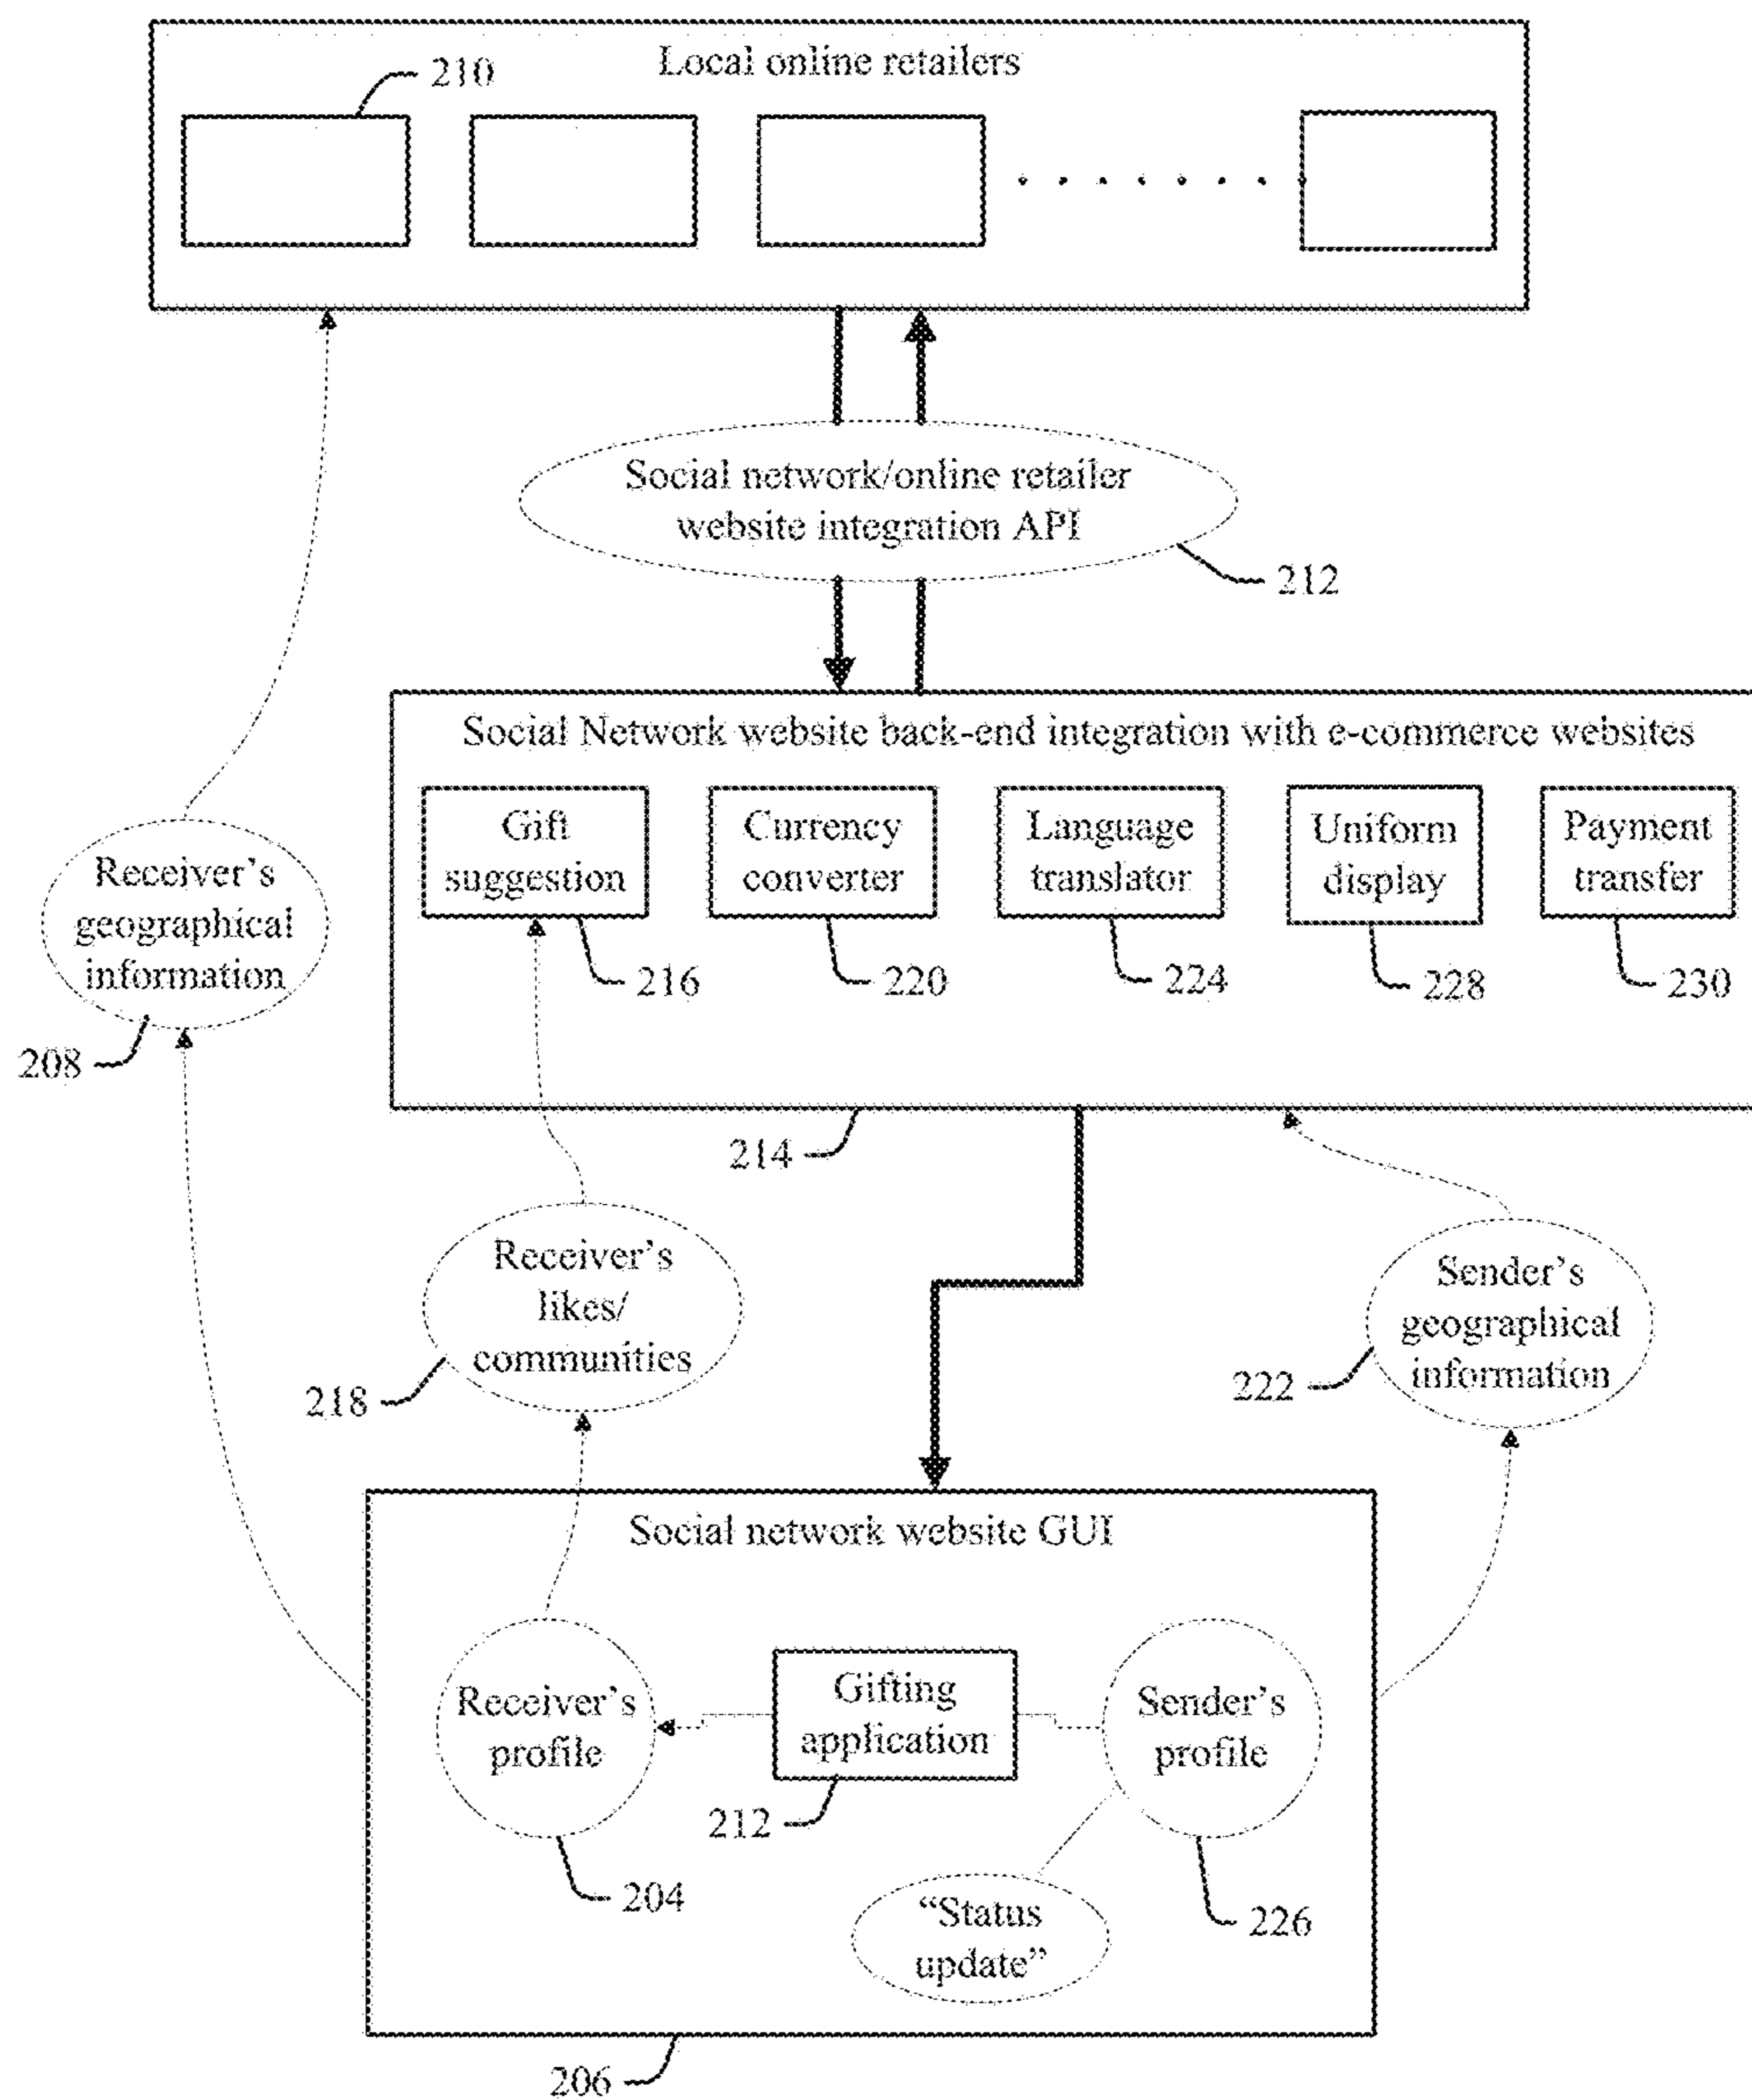 Local online retailers
210
Social network/online retailer
website integration API
212
Social Network website back-end integration with e-commerce websites
Gift
suggestion
216
Currency
converter
220
Language
translator
224
Uniform
display
228
Payment
transfer
230
Receiver's
geographical
information
208
214
Receiver's
likes/
communities
218
Sender's
geographical
information
222
Social network website GUI
Receiver's
profile
204
Gifting
application
212
Sender's
profile
226
“Status
update”
206